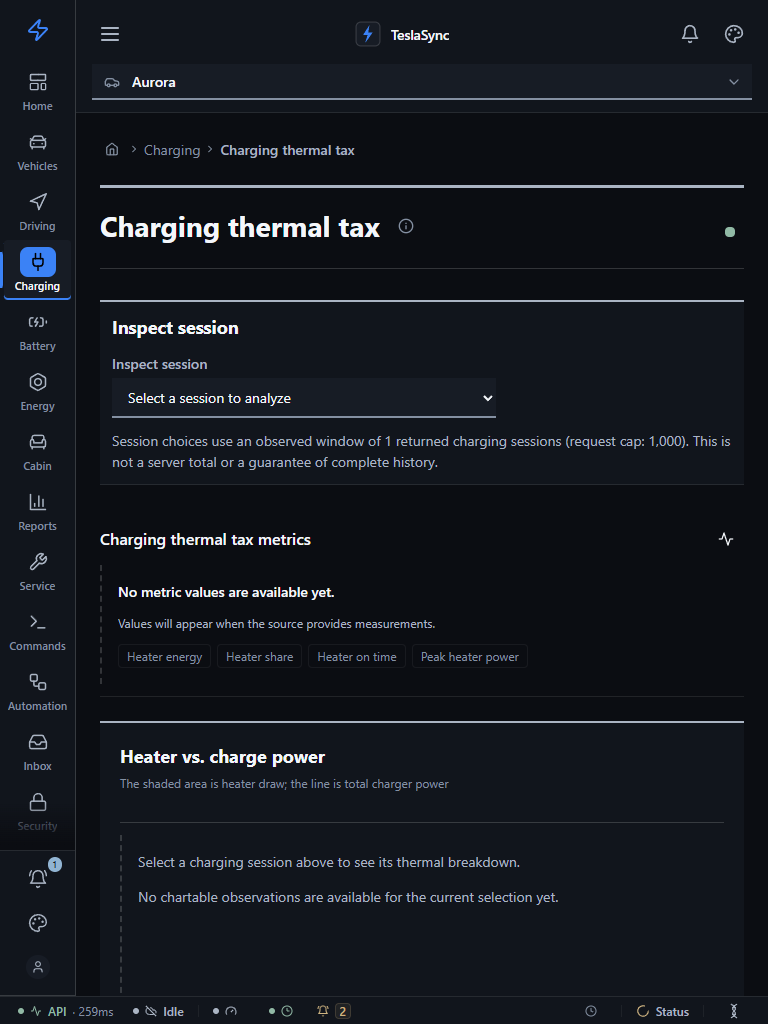 TeslaSync
Aurora
Home
Vehicles
Driving
Charging
Battery
Energy
Cabin
Reports
Service
Commands
Automation
Inbox
Security
1
Charging
Charging thermal tax
Charging thermal tax
Inspect session
Inspect session
Select a session to analyze
Session choices use an observed window of 1 returned charging sessions (request cap: 1,000). This is
not a server total or a guarantee of complete history.
Charging thermal tax metrics
No metric values are available yet.
Values will appear when the source provides measurements.
Heater energy Heater share Heater on time Peak heater power
Heater vs. charge power
The shaded area is heater draw; the line is total charger power
Select a charging session above to see its thermal breakdown.
No chartable observations are available for the current selection yet.
API · 259ms Idle 2 Status